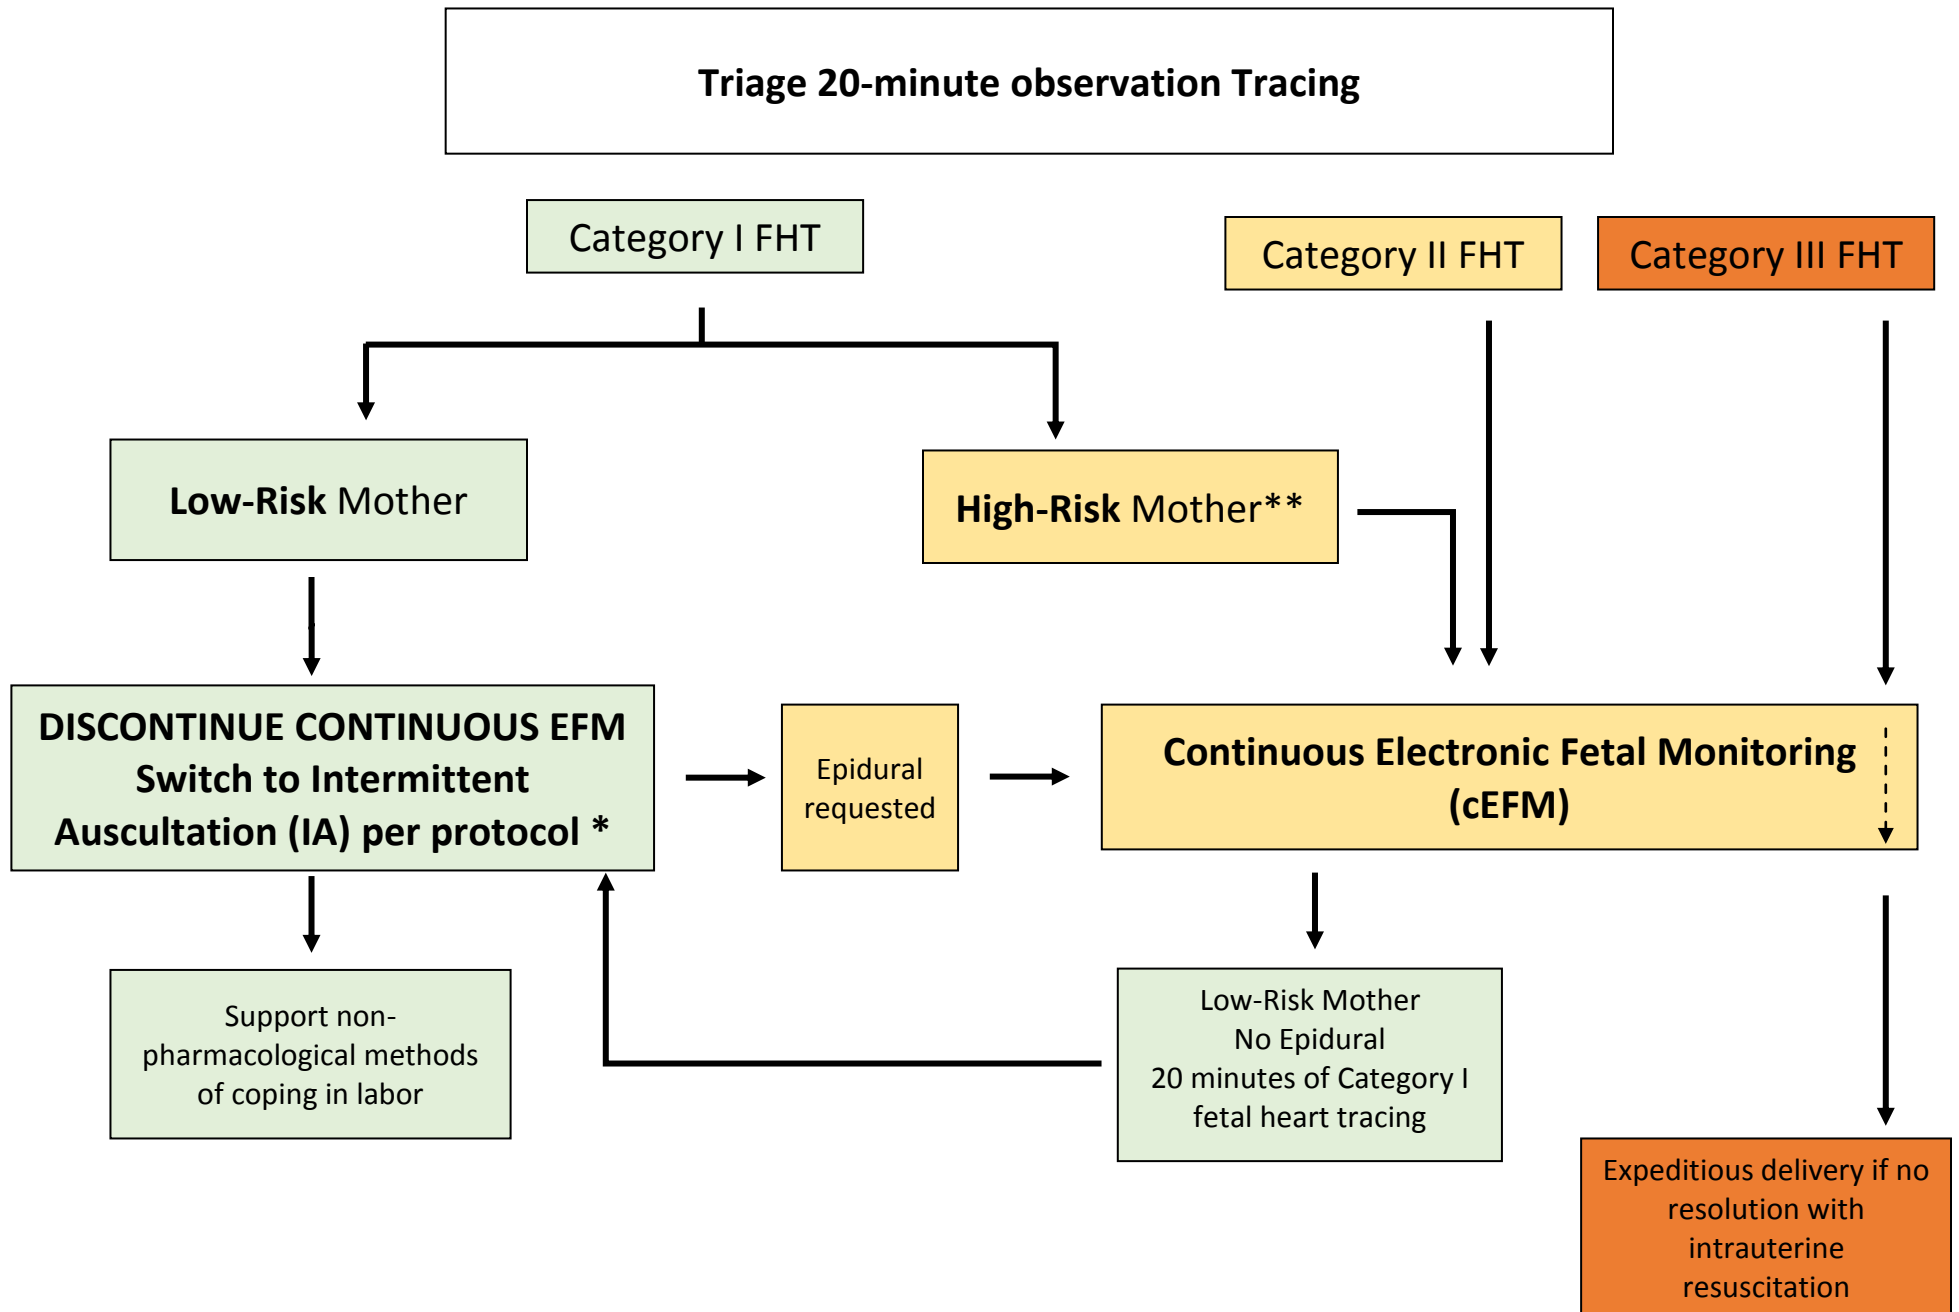 Triage 20-minute observation Tracing
Category I FHT
Category II FHT
Category III FHT
Low-Risk Mother
High-Risk Mother**
DISCONTINUE CONTINUOUS EFM
Switch to Intermittent
Auscultation (IA) per protocol *
Epidural
requested
Continuous Electronic Fetal Monitoring
(cEFM)
Support non-
pharmacological methods
of coping in labor
Low-Risk Mother
No Epidural
20 minutes of Category I
fetal heart tracing
Expeditious delivery if no
resolution with
intrauterine
resuscitation